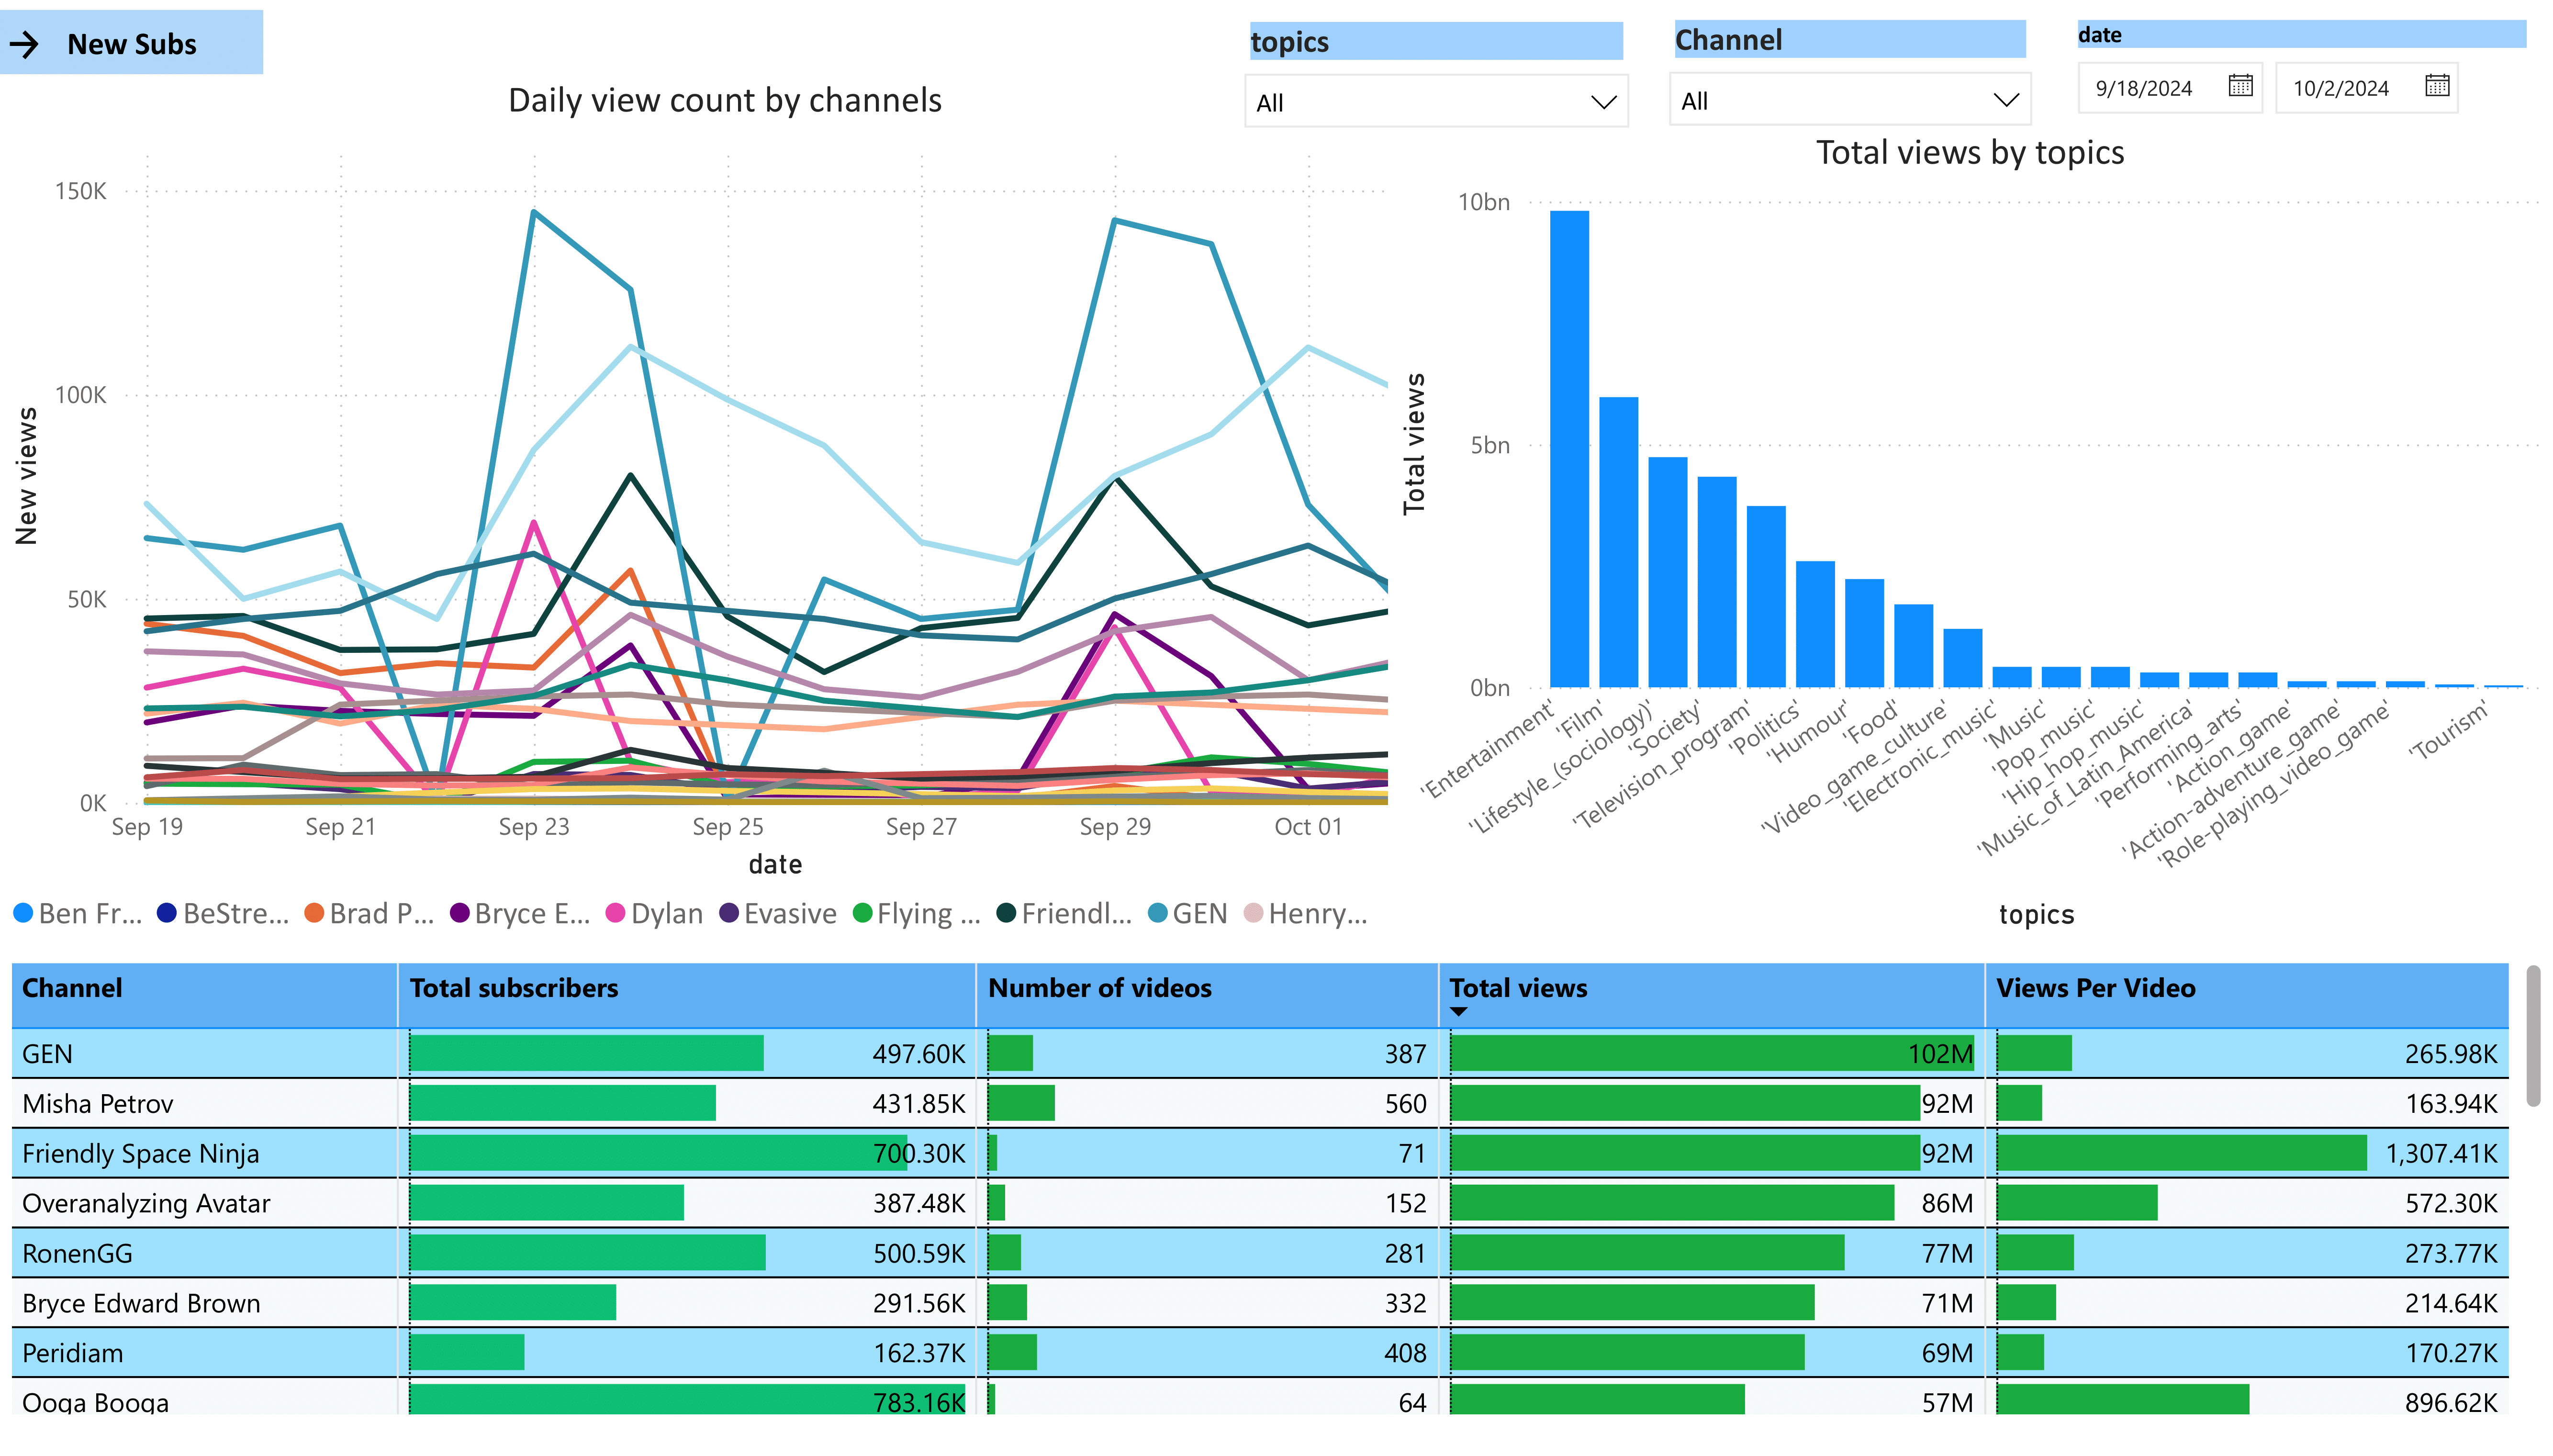 New Subs
topics
All
Channel
All
date
9/18/2024
10/2/2024
Daily view count by channels
New views
150K
100K
50K
0K
Sep 19 Sep 21 Sep 23 Sep 25 Sep 27 Sep 29 Oct 01
date
Ben Fr... BeStre... Brad P... Bryce E... Dylan Evasive Flying ... Friendl... GEN Henry...
Total views by topics
Total views
10bn
5bn
0bn
'Entertainment'
'Film'
'Lifestyle_(sociology)'
'Society'
'Television_program'
'Politics'
'Humour'
'Food'
'Video_game_culture'
'Electronic_music'
'Music'
'Pop_music'
'Hip_hop_music'
'Music_of_Latin_America'
'Performing_arts'
'Action_game'
'Action-adventure_game'
'Role-playing_video_game'
'Tourism'
topics
Channel Total subscribers Number of videos Total views Views Per Video
GEN 497.60K 387 102M 265.98K
Misha Petrov 431.85K 560 92M 163.94K
Friendly Space Ninja 700.30K 71 92M 1,307.41K
Overanalyzing Avatar 387.48K 152 86M 572.30K
RonenGG 500.59K 281 77M 273.77K
Bryce Edward Brown 291.56K 332 71M 214.64K
Peridiam 162.37K 408 69M 170.27K
Ooga Booga 783.16K 64 57M 896.62K